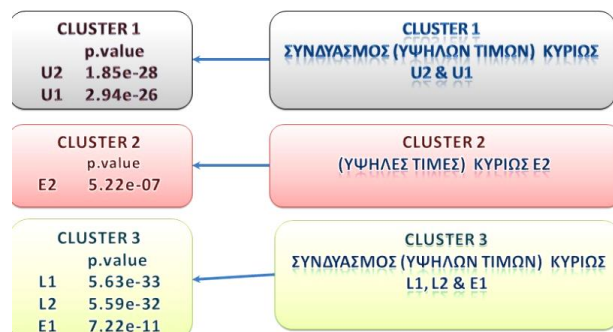 CLUSTER 1
p.value
U2 1.85e-28
U1 2.94e-26
CLUSTER 1
ΣΥΝΔΥΑΣΜΟΣ (ΥΨΗΛΩΝ ΤΙΜΩΝ) ΚΥΡΙΩΣ
U2 & U1
CLUSTER 2
p.value
E2 5.22e-07
CLUSTER 2
(ΥΨΗΛΕΣ ΤΙΜΕΣ) ΚΥΡΙΩΣ E2
CLUSTER 3
p.value
L1 5.63e-33
L2 5.59e-32
E1 7.22e-11
CLUSTER 3
ΣΥΝΔΥΑΣΜΟΣ (ΥΨΗΛΩΝ ΤΙΜΩΝ) ΚΥΡΙΩΣ
L1, L2 & E1